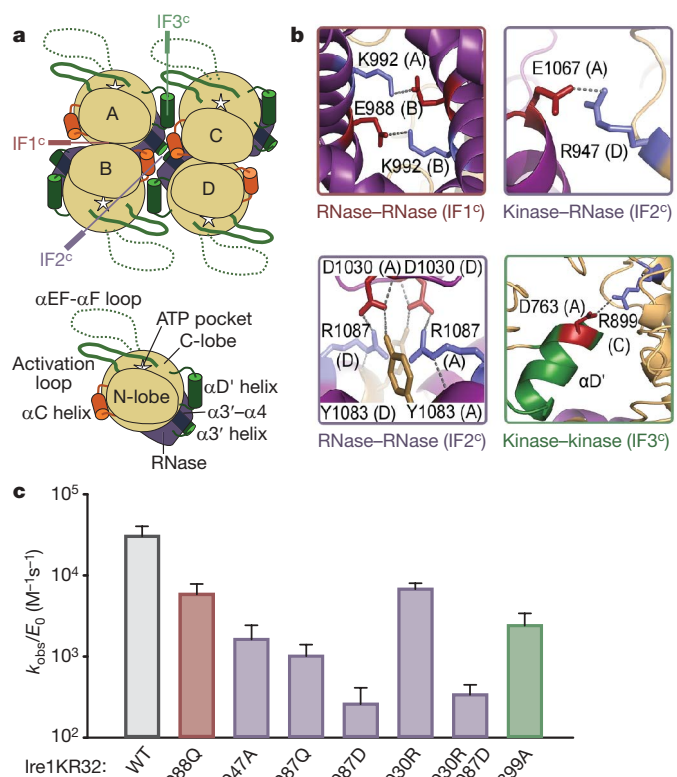 a
IF3ᶜ
IF1ᶜ
A
C
B
D
IF2ᶜ
αEF-αF loop
ATP pocket
C-lobe
Activation
loop
N-lobe
αD' helix
αC helix
α3'–α4
α3' helix
RNase
b
K992 (A)
E988 (B)
K992 (B)
RNase–RNase (IF1ᶜ)
E1067 (A)
R947 (D)
Kinase–RNase (IF2ᶜ)
D1030 (A) D1030 (D)
R1087 R1087
(D) (A)
Y1083 (D) Y1083 (A)
RNase–RNase (IF2ᶜ)
D763 (A)
R899
(C)
αD'
Kinase–kinase (IF3ᶜ)
c
10⁵
10⁴
10³
10²
kobs/E0 (M⁻¹s⁻¹)
Ire1KR32: WT